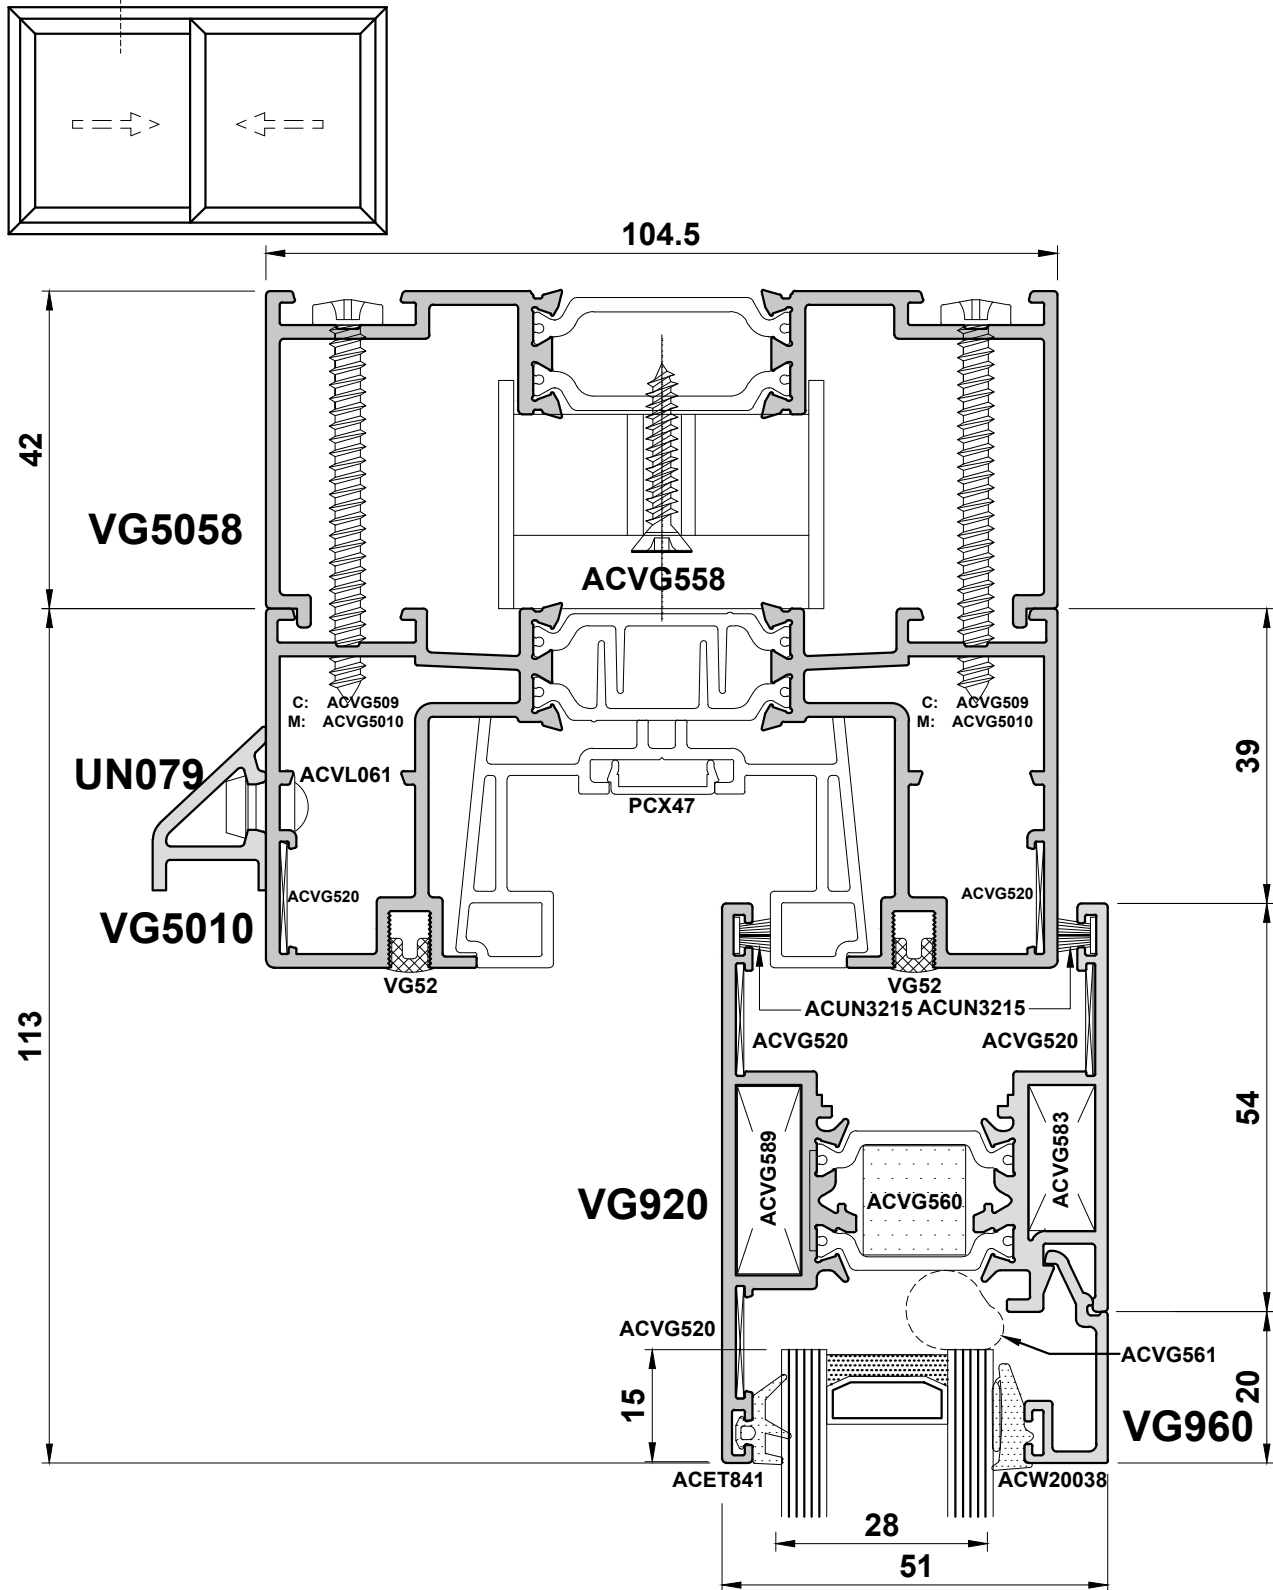 104.5
42
VG5058
ACVG558
C: ACVG509
M: ACVG5010
C: ACVG509
M: ACVG5010
39
UN079
ACVL061
PCX47
ACVG520
ACVG520
VG5010
VG52
VG52
ACUN3215 ACUN3215
113
ACVG520
ACVG520
54
ACVG589
ACVG583
VG920
ACVG560
ACVG520
ACVG561
15
20
VG960
ACET841
ACW20038
28
51